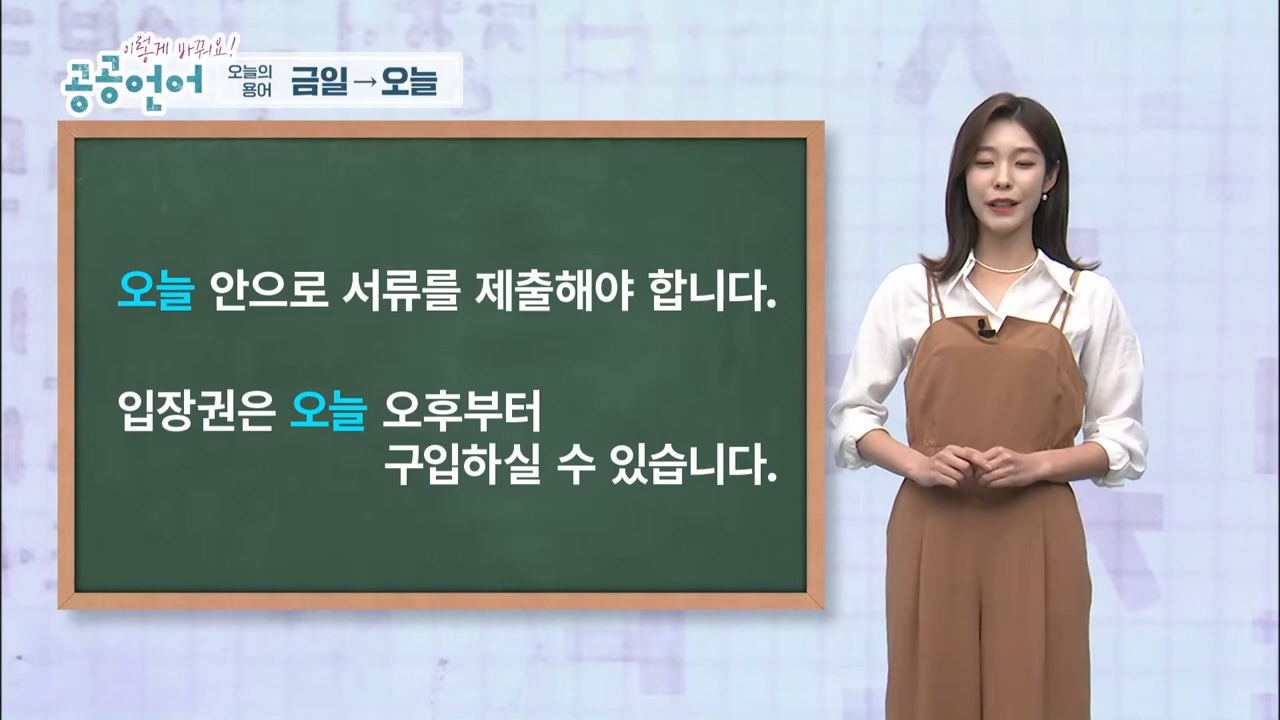 이렇게 바꿔요!
공공언어
오늘의
용어
금일→오늘
오늘 안으로 서류를 제출해야 합니다.
입장권은 오늘 오후부터
구입하실 수 있습니다.